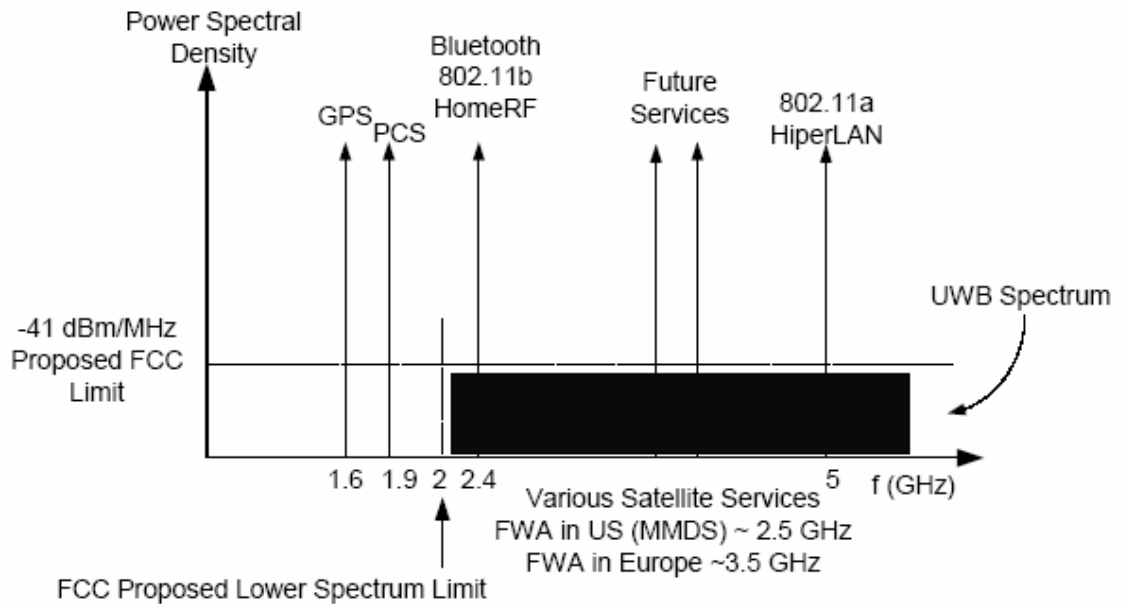 Power Spectral
Density
GPS
PCS
Bluetooth
802.11b
HomeRF
Future
Services
802.11a
HiperLAN
UWB Spectrum
-41 dBm/MHz
Proposed FCC
Limit
1.6 1.9 2 2.4 5 f (GHz)
Various Satellite Services
FWA in US (MMDS) ~ 2.5 GHz
FWA in Europe ~3.5 GHz
FCC Proposed Lower Spectrum Limit